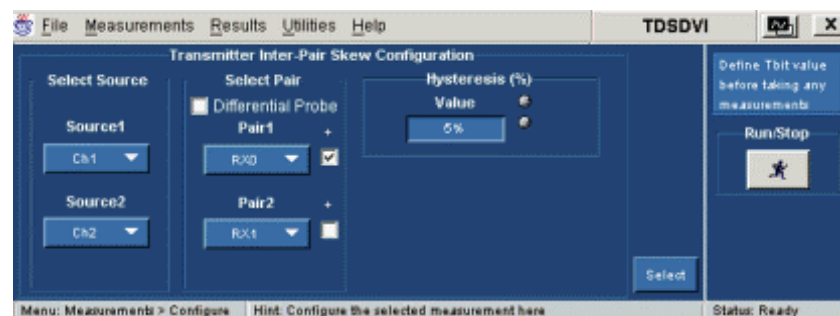 File Measurements Results Utilities Help TDSDVI X
Transmitter Inter-Pair Skew Configuration
Select Source
Source1
Ch1
Source2
Ch2
Select Pair
Differential Probe
Pair1 +
RX0
Pair2 +
RX1
Hysteresis (%)
Value
5%
Select
Define Tbit value
before taking any
measurements
Run/Stop
Menu: Measurements > Configure Hint: Configure the selected measurement here Status: Ready